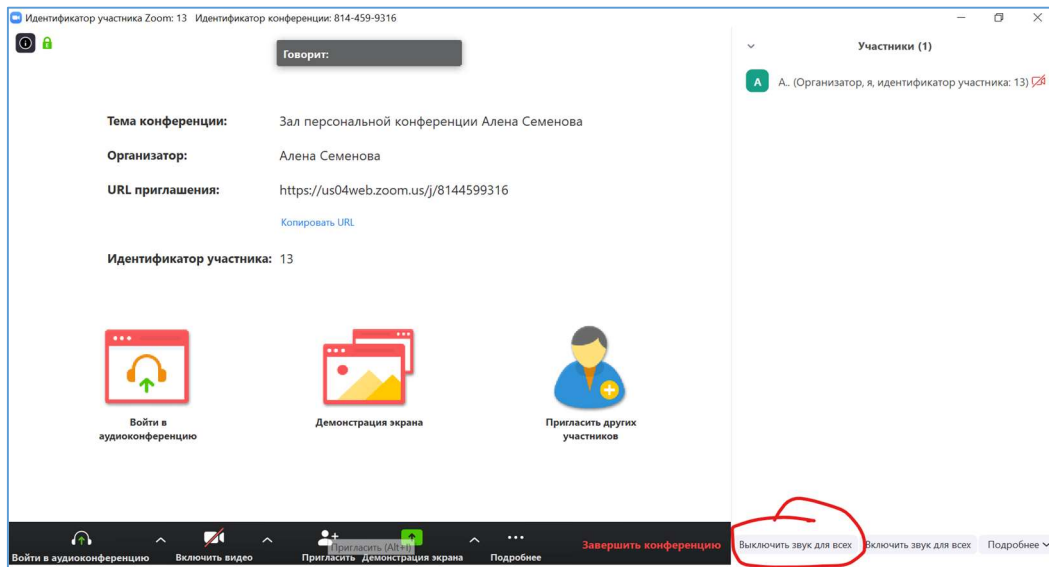 Идентификатор участника Zoom: 13 Идентификатор конференции: 814-459-9316
Говорит:
Участники (1)
A
А.. (Организатор, я, идентификатор участника: 13)
Тема конференции: Зал персональной конференции Алена Семенова
Организатор: Алена Семенова
URL приглашения: https://us04web.zoom.us/j/8144599316
Копировать URL
Идентификатор участника: 13
Войти в
аудиоконференцию
Демонстрация экрана
Пригласить других
участников
Пригласить (Alt+I)
Войти в аудиоконференцию Включить видео Пригласить Демонстрация экрана Подробнее
Завершить конференцию
Выключить звук для всех Включить звук для всех Подробнее